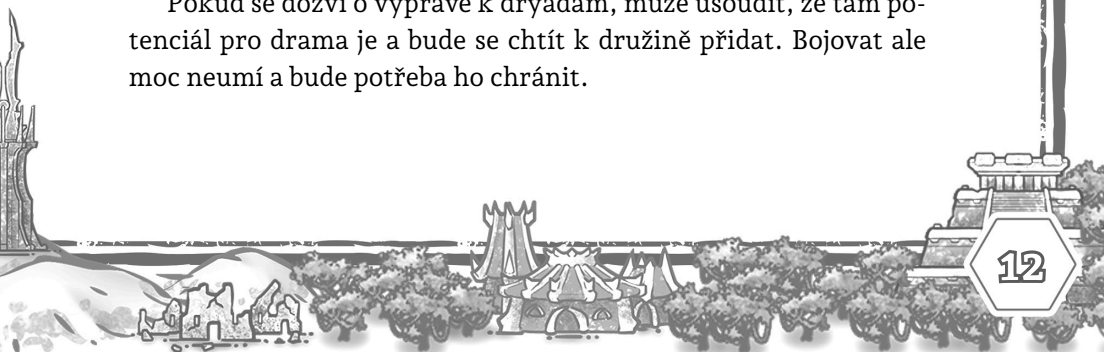 Pokud se dozví o výpravě k dryádám, může usoudit, že tam po-
tenciál pro drama je a bude se chtít k družině přidat. Bojovat ale
moc neumí a bude potřeba ho chránit.
12